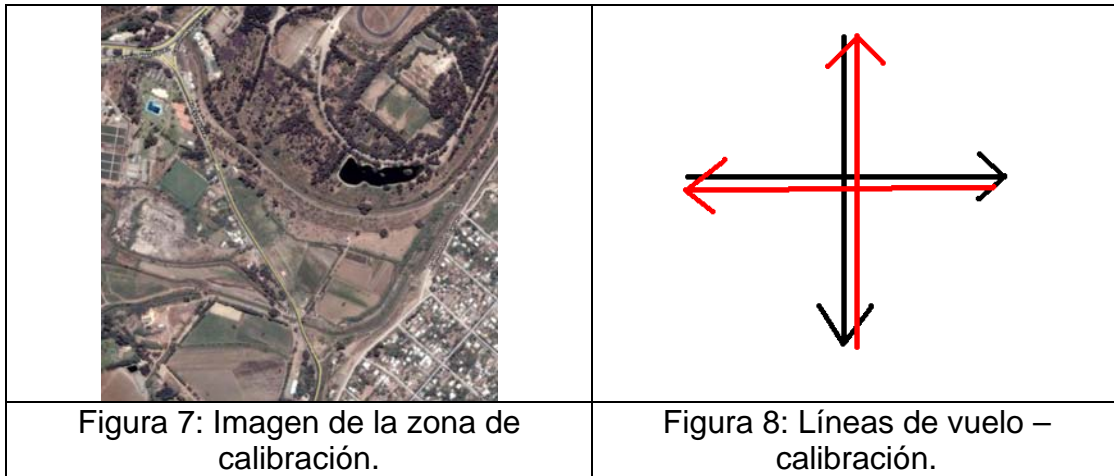 Figura 7: Imagen de la zona de
calibración.
Figura 8: Líneas de vuelo –
calibración.